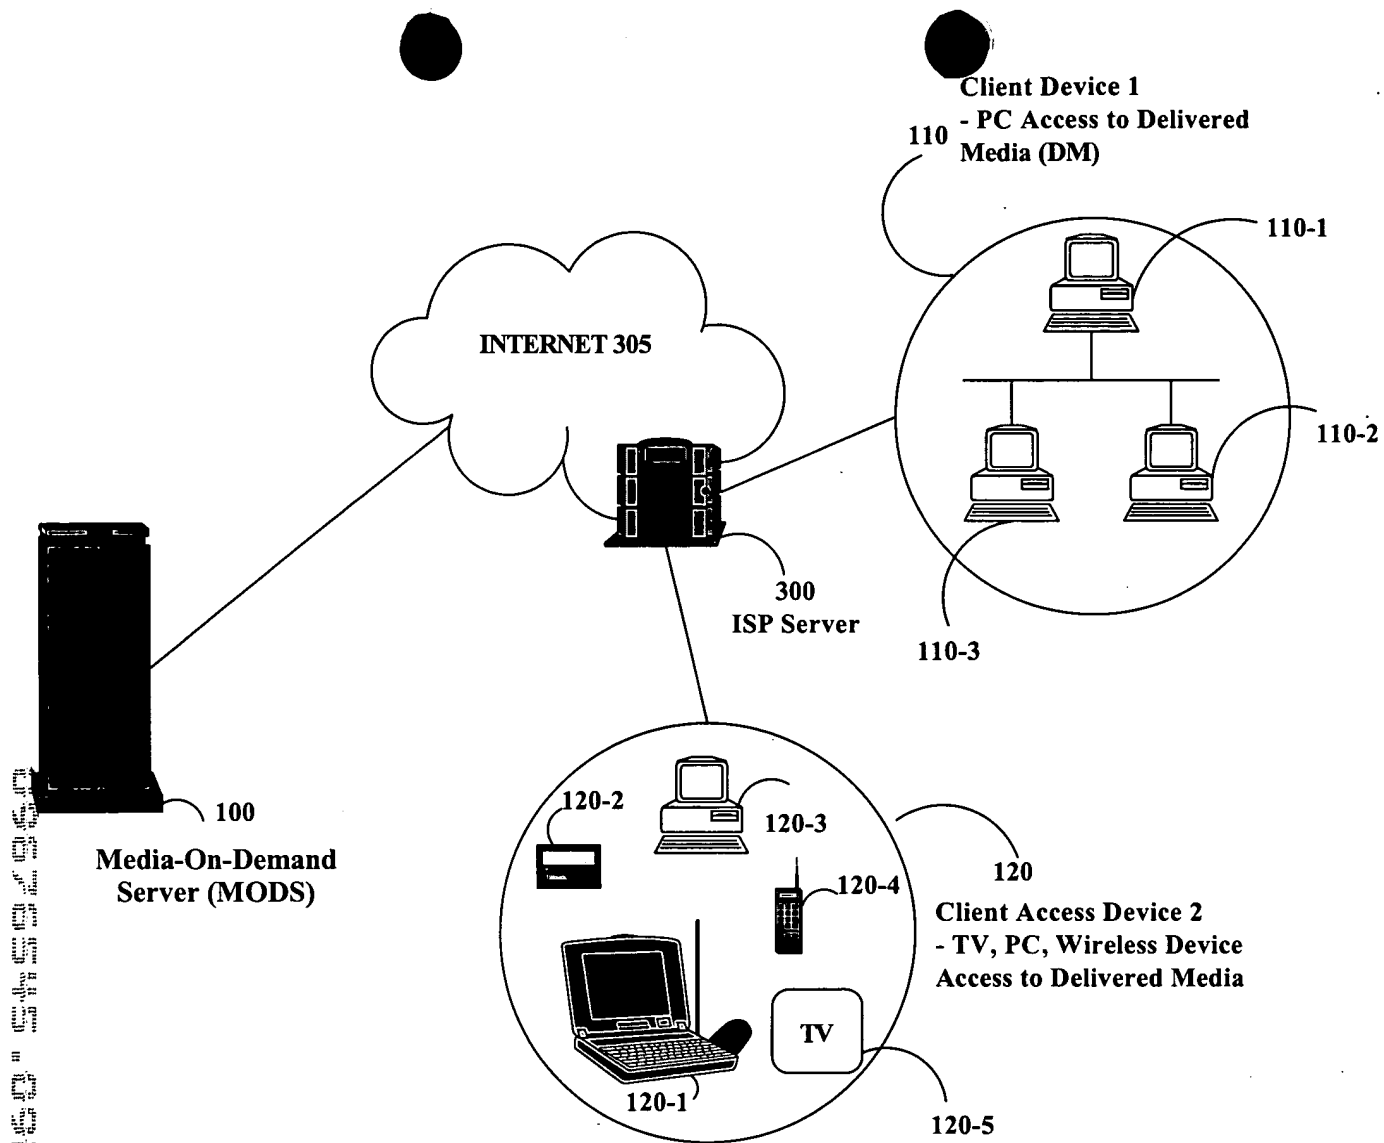 Client Device 1
- PC Access to Delivered
Media (DM)
110
110-1
INTERNET 305
110-2
300
ISP Server
110-3
100
Media-On-Demand
Server (MODS)
120-2
120-3
120-4
120
Client Access Device 2
- TV, PC, Wireless Device
Access to Delivered Media
TV
120-1
120-5